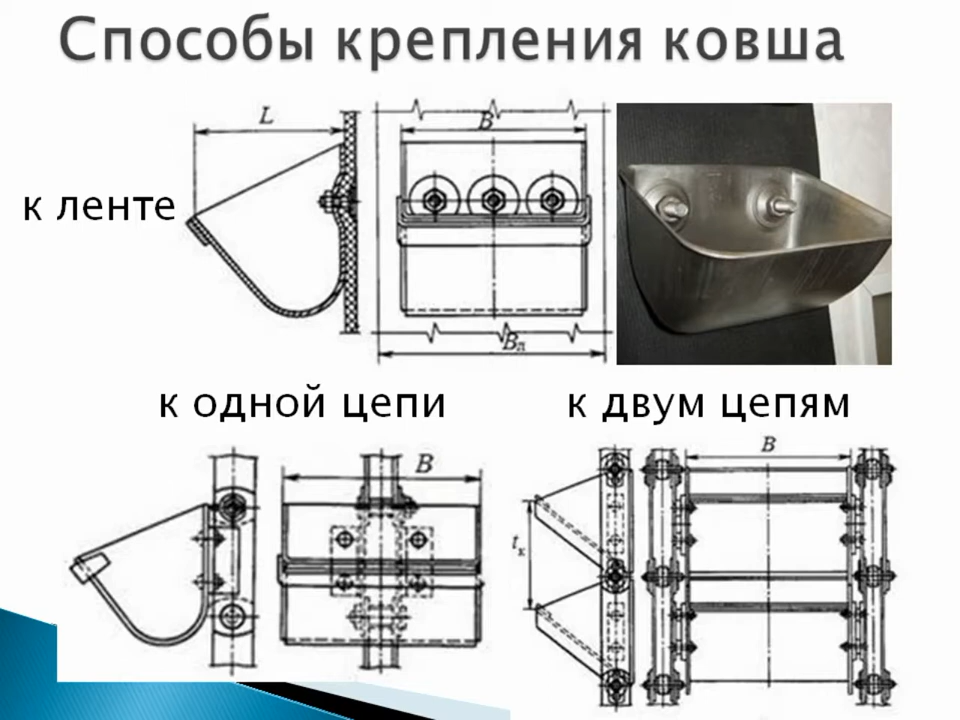 Способы крепления ковша
L
B
к ленте
Bл
к одной цепи
к двум цепям
B
B
tк